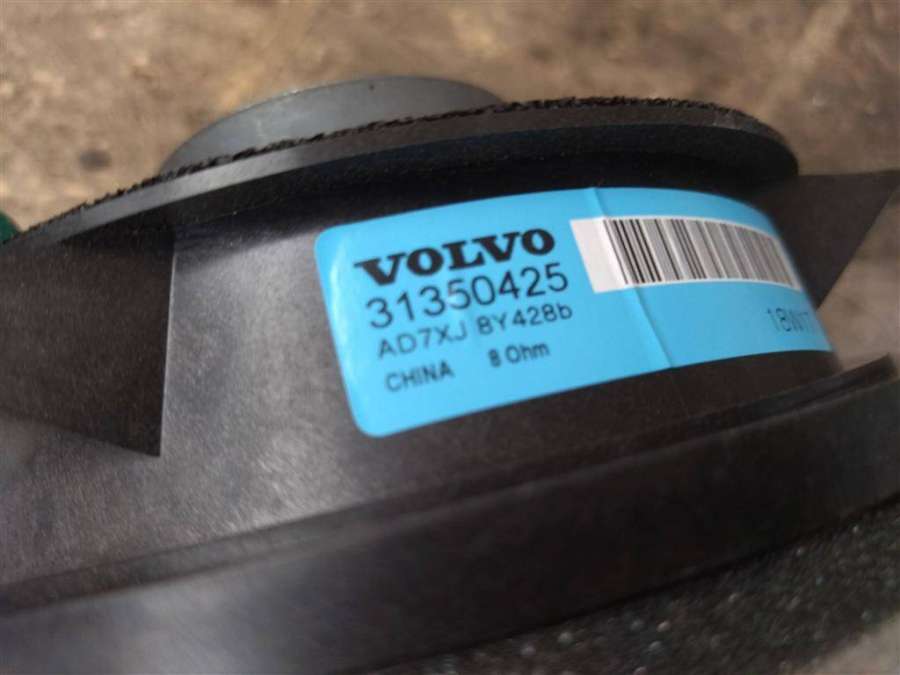 VOLVO
31350425
AD7XJ 8Y428b
CHINA 8 Ohm